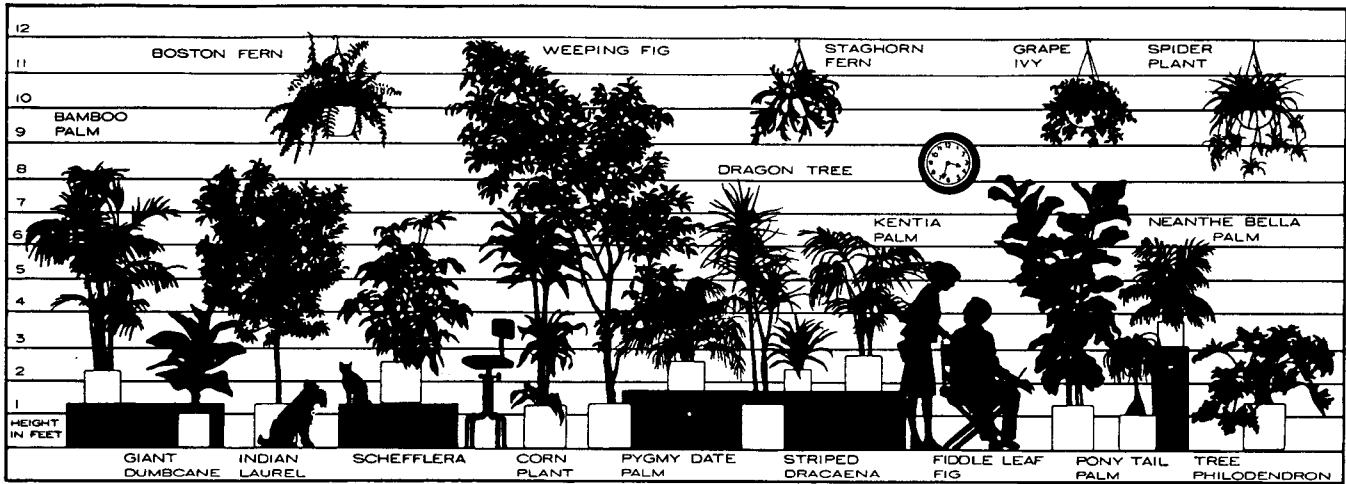 12
11
10
9
8
7
6
5
4
3
2
1
HEIGHT
IN FEET
BOSTON FERN
WEEPING FIG
STAGHORN
FERN
GRAPE
IVY
SPIDER
PLANT
BAMBOO
PALM
DRAGON TREE
KENTIA
PALM
NEANTHE BELLA
PALM
GIANT
DUMBCANE
INDIAN
LAUREL
SCHEFFLERA
CORN
PLANT
PYGMY DATE
PALM
STRIPED
DRACAENA
FIDDLE LEAF
FIG
PONY TAIL
PALM
TREE
PHILODENDRON